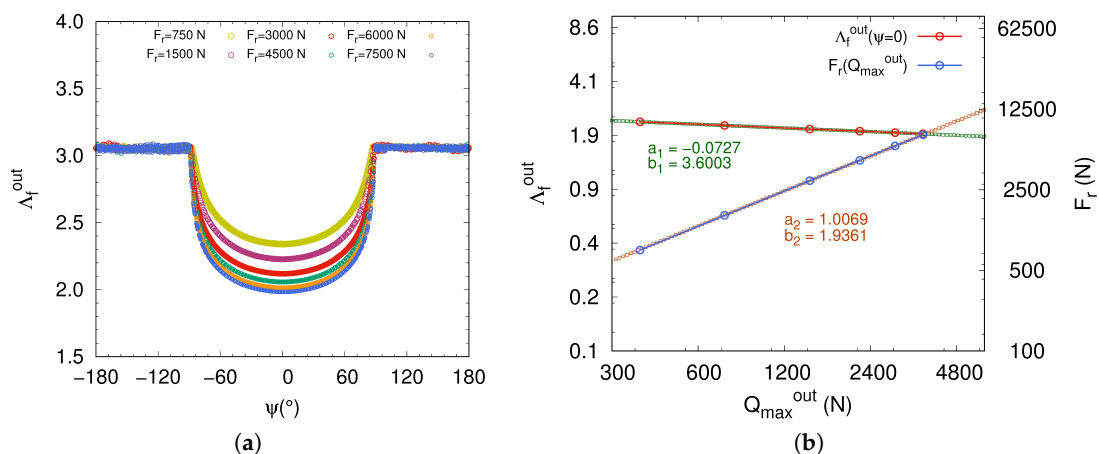 4.0
3.5
3.0
2.5
2.0
1.5
Λf^out
F_r=750 N F_r=3000 N F_r=6000 N
F_r=1500 N F_r=4500 N F_r=7500 N
−180 −120 −60 0 60 120 180
ψ(°)
(a)
8.6
4.1
1.9
0.9
0.4
0.2
0.1
Λf^out
Λf^out(ψ=0)
F_r(Q_max^out)
a_1 = −0.0727
b_1 = 3.6003
a_2 = 1.0069
b_2 = 1.9361
62500
12500
2500
500
100
F_r (N)
300 600 1200 2400 4800
Q_max^out (N)
(b)